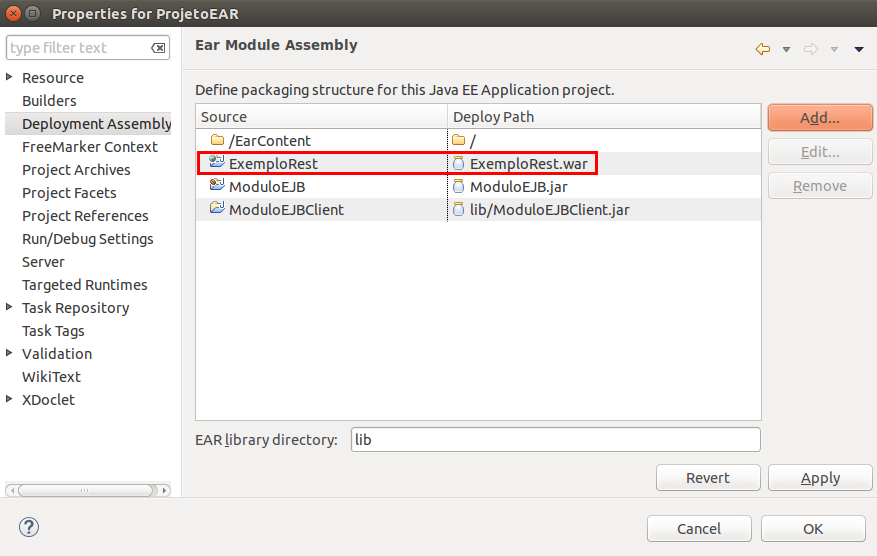 Properties for ProjetoEAR
type filter text
Resource
Builders
Deployment Assembly
FreeMarker Context
Project Archives
Project Facets
Project References
Run/Debug Settings
Server
Targeted Runtimes
Task Repository
Task Tags
Validation
WikiText
XDoclet
Ear Module Assembly
Define packaging structure for this Java EE Application project.
Source Deploy Path
/EarContent /
ExemploRest ExemploRest.war
ModuloEJB ModuloEJB.jar
ModuloEJBClient lib/ModuloEJBClient.jar
Add...
Edit...
Remove
EAR library directory: lib
Revert Apply
? Cancel OK